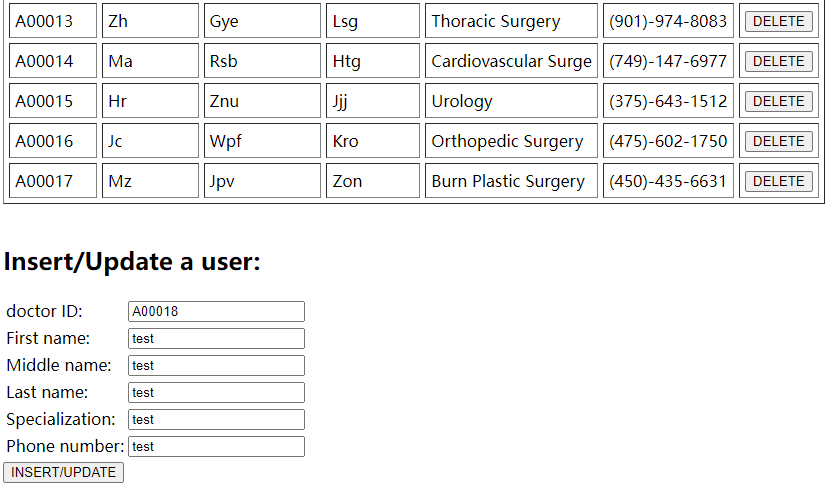 A00013 Zh Gye Lsg Thoracic Surgery (901)-974-8083 DELETE
A00014 Ma Rsb Htg Cardiovascular Surge (749)-147-6977 DELETE
A00015 Hr Znu Jjj Urology (375)-643-1512 DELETE
A00016 Jc Wpf Kro Orthopedic Surgery (475)-602-1750 DELETE
A00017 Mz Jpv Zon Burn Plastic Surgery (450)-435-6631 DELETE
Insert/Update a user:
doctor ID: A00018
First name: test
Middle name: test
Last name: test
Specialization: test
Phone number: test
INSERT/UPDATE